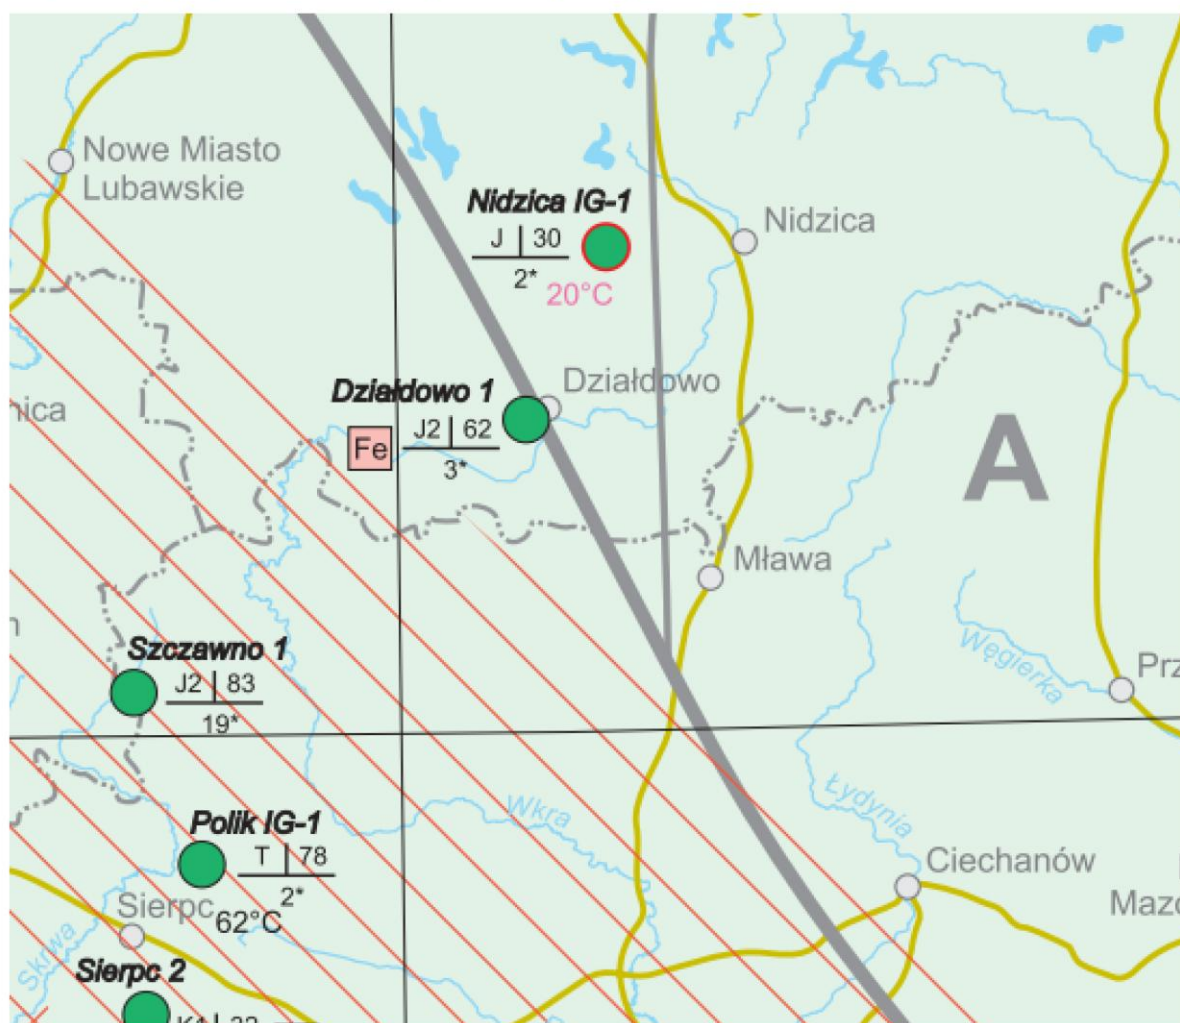 Nowe Miasto
Lubawskie
Nidzica IG-1
J 30
2*
20°C
Nidzica
Działdowo 1
Działdowo
J2 62
Fe
3*
A
Mława
Szczawno 1
J2 83
19*
Węgierka
Wkra
Łydynia
Polik IG-1
T 78
2*
62°C
Sierpc
Skrwa
Ciechanów
Sierpc 2